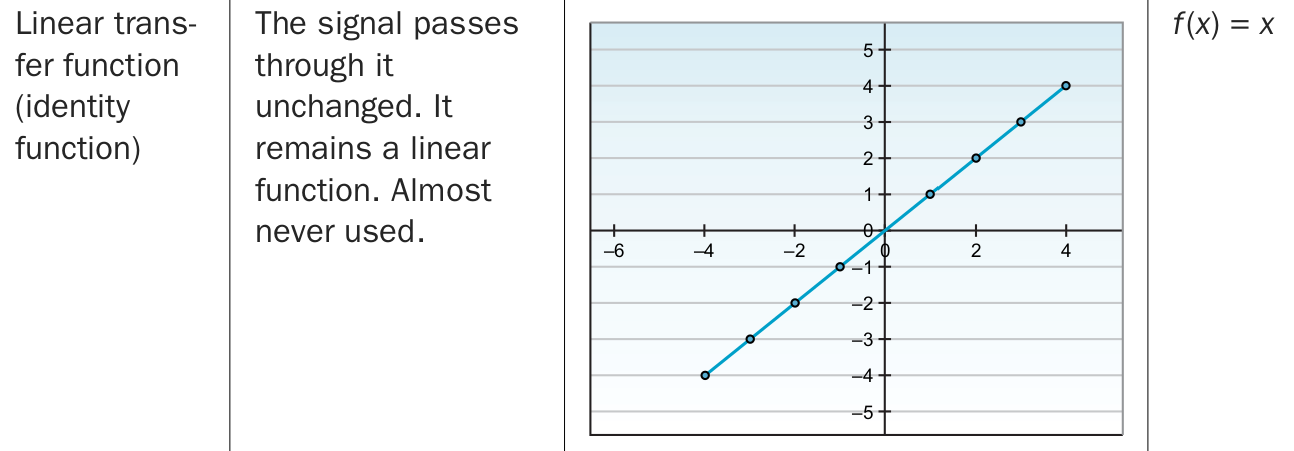 Linear trans-
fer function
(identity
function)
The signal passes
through it
unchanged. It
remains a linear
function. Almost
never used.
5
4
3
2
1
0
–6
–4
–2
0
2
4
–1
–2
–3
–4
–5
f(x) = x